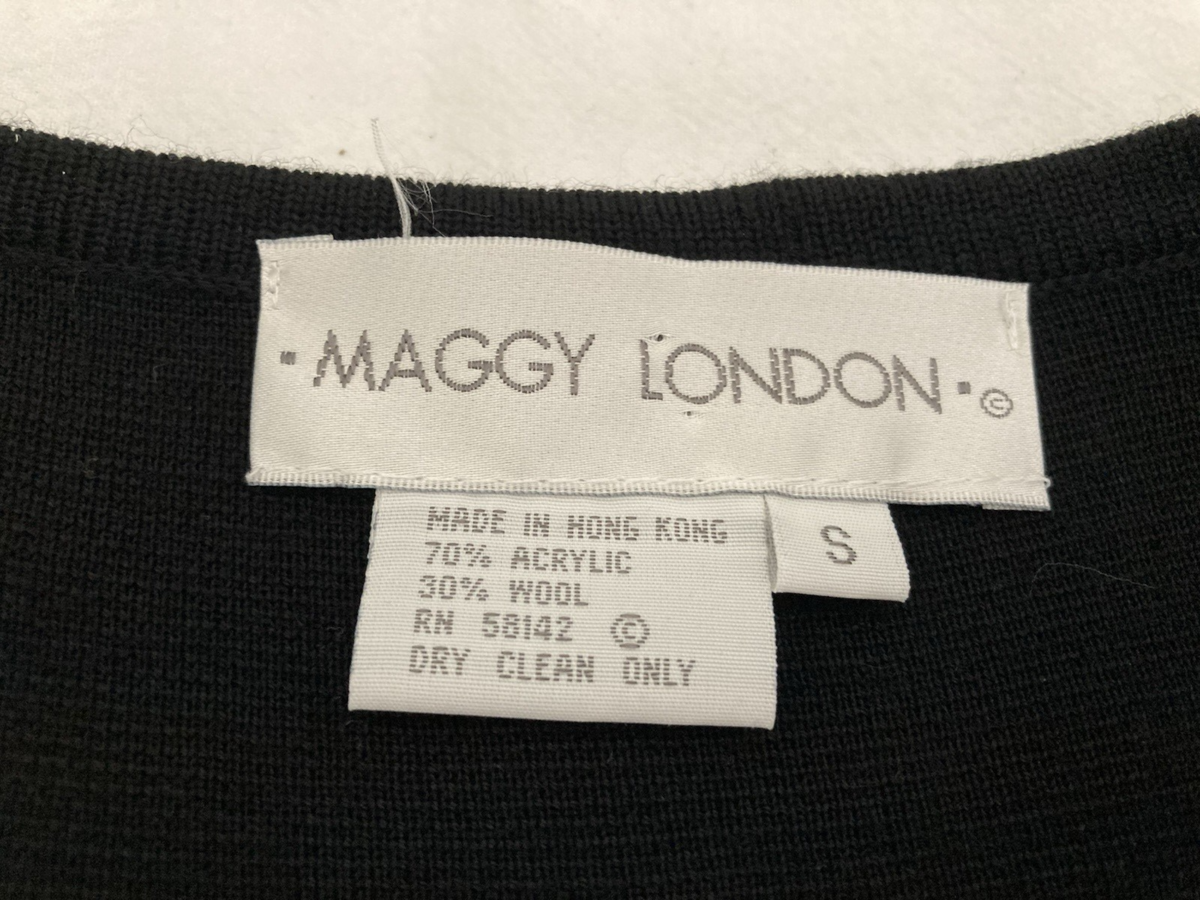 · MAGGY LONDON · ©
MADE IN HONG KONG
70% ACRYLIC
30% WOOL
RN 58142 ©
DRY CLEAN ONLY
S